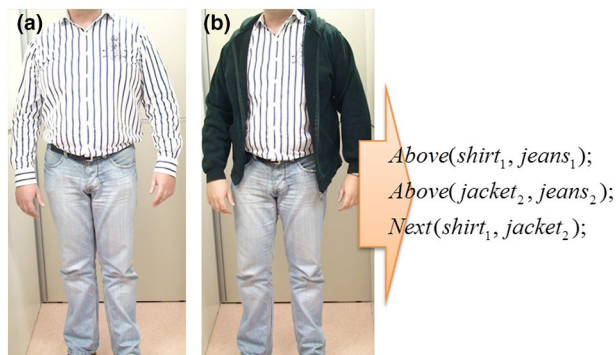 (a) (b)
Above(shirt₁, jeans₁);
Above(jacket₂, jeans₂);
Next(shirt₁, jacket₂);